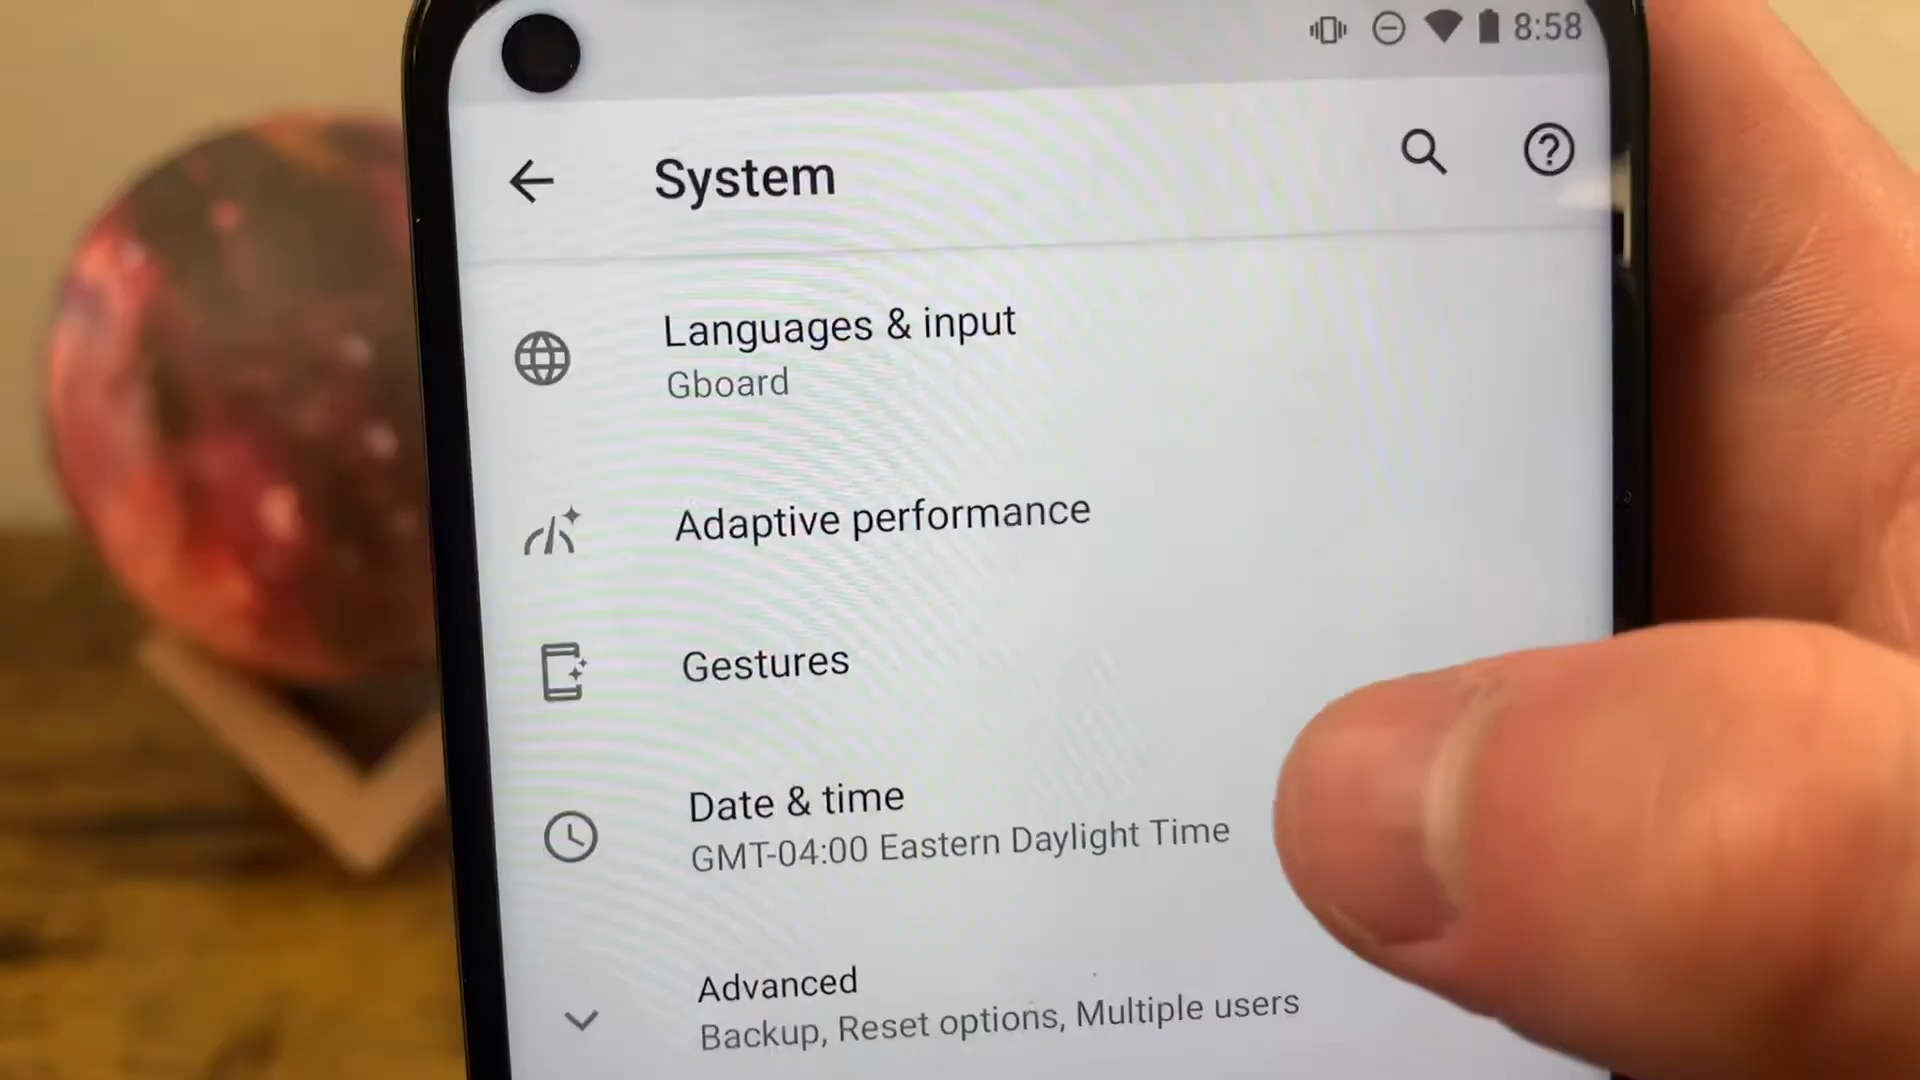 8:58
System
Languages & input
Gboard
Adaptive performance
Gestures
Date & time
GMT-04:00 Eastern Daylight Time
Advanced
Backup, Reset options, Multiple users